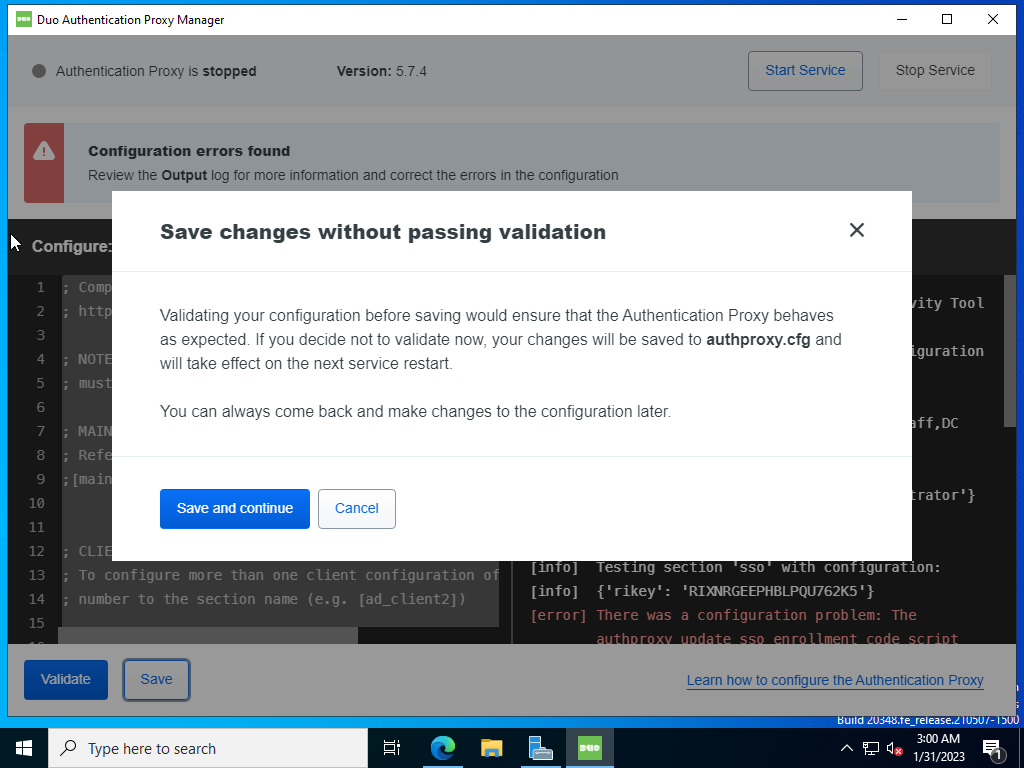 Duo Authentication Proxy Manager
Authentication Proxy is stopped
Version: 5.7.4
Start Service
Stop Service
Configuration errors found
Review the Output log for more information and correct the errors in the configuration
Configure:
Save changes without passing validation
Validating your configuration before saving would ensure that the Authentication Proxy behaves
as expected. If you decide not to validate now, your changes will be saved to authproxy.cfg and
will take effect on the next service restart.
You can always come back and make changes to the configuration later.
Save and continue
Cancel
1 ; Comp
2 ; http
3
4 ; NOTE
5 ; must
6
7 ; MAIN
8 ; Refe
9 ;[main
10
11
12 ; CLIE
13 ; To configure more than one client configuration of
14 ; number to the section name (e.g. [ad_client2])
15
vity Tool
iguration
aff,DC
trator'}
[info] Testing section 'sso' with configuration:
[info] {'rikey': 'RIXNRGEEPHBLPQU762K5'}
[error] There was a configuration problem: The
authproxy_update_sso_enrollment_code script
Validate
Save
Learn how to configure the Authentication Proxy
Build 20348.fe_release.210507-1500
Type here to search
DUO
3:00 AM
1/31/2023
1